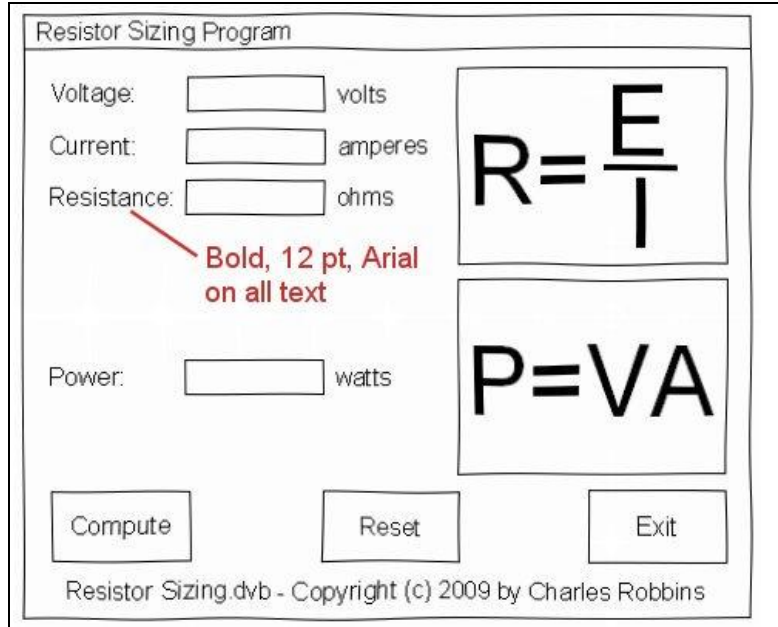 Resistor Sizing Program
Voltage: volts
Current: amperes
Resistance: ohms
R=E/I
Bold, 12 pt, Arial
on all text
Power: watts
P=VA
Compute Reset Exit
Resistor Sizing.dvb - Copyright (c) 2009 by Charles Robbins